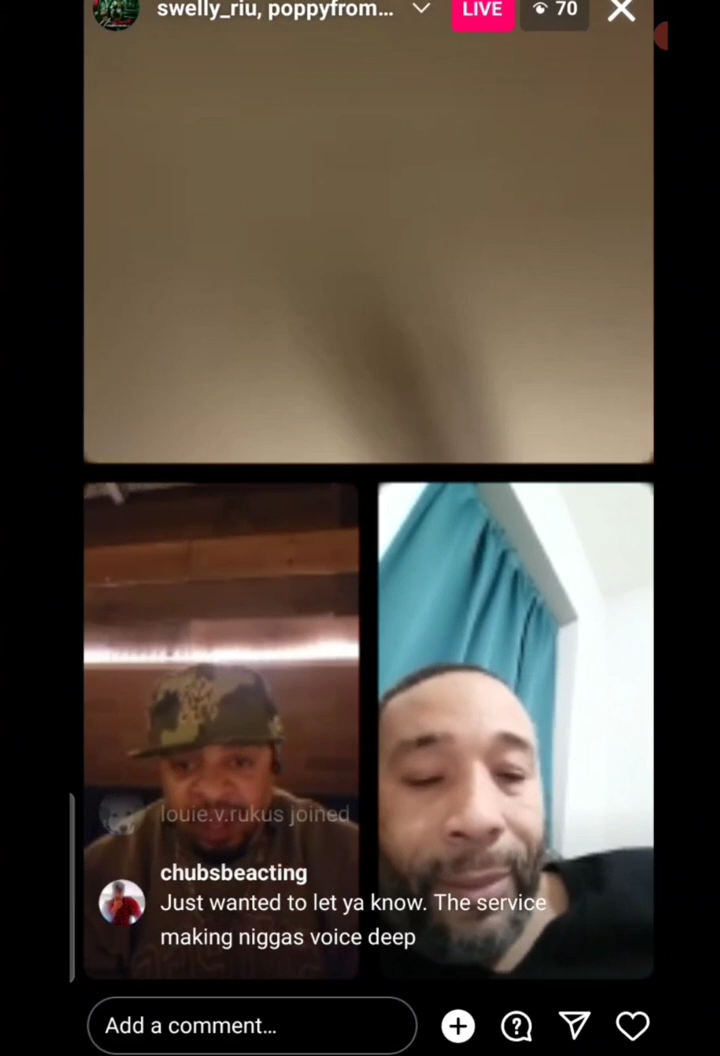 swelly_riu, poppyfrom...
LIVE
70
louie.v.rukus joined
chubsbeacting
Just wanted to let ya know. The service
making niggas voice deep
Add a comment...